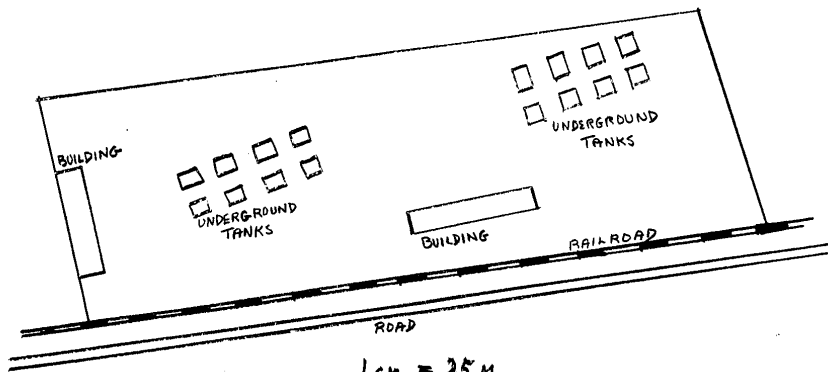 UNDERGROUND
TANKS
BUILDING
UNDERGROUND
TANKS
BUILDING
RAILROAD
ROAD
1cm = 25 M